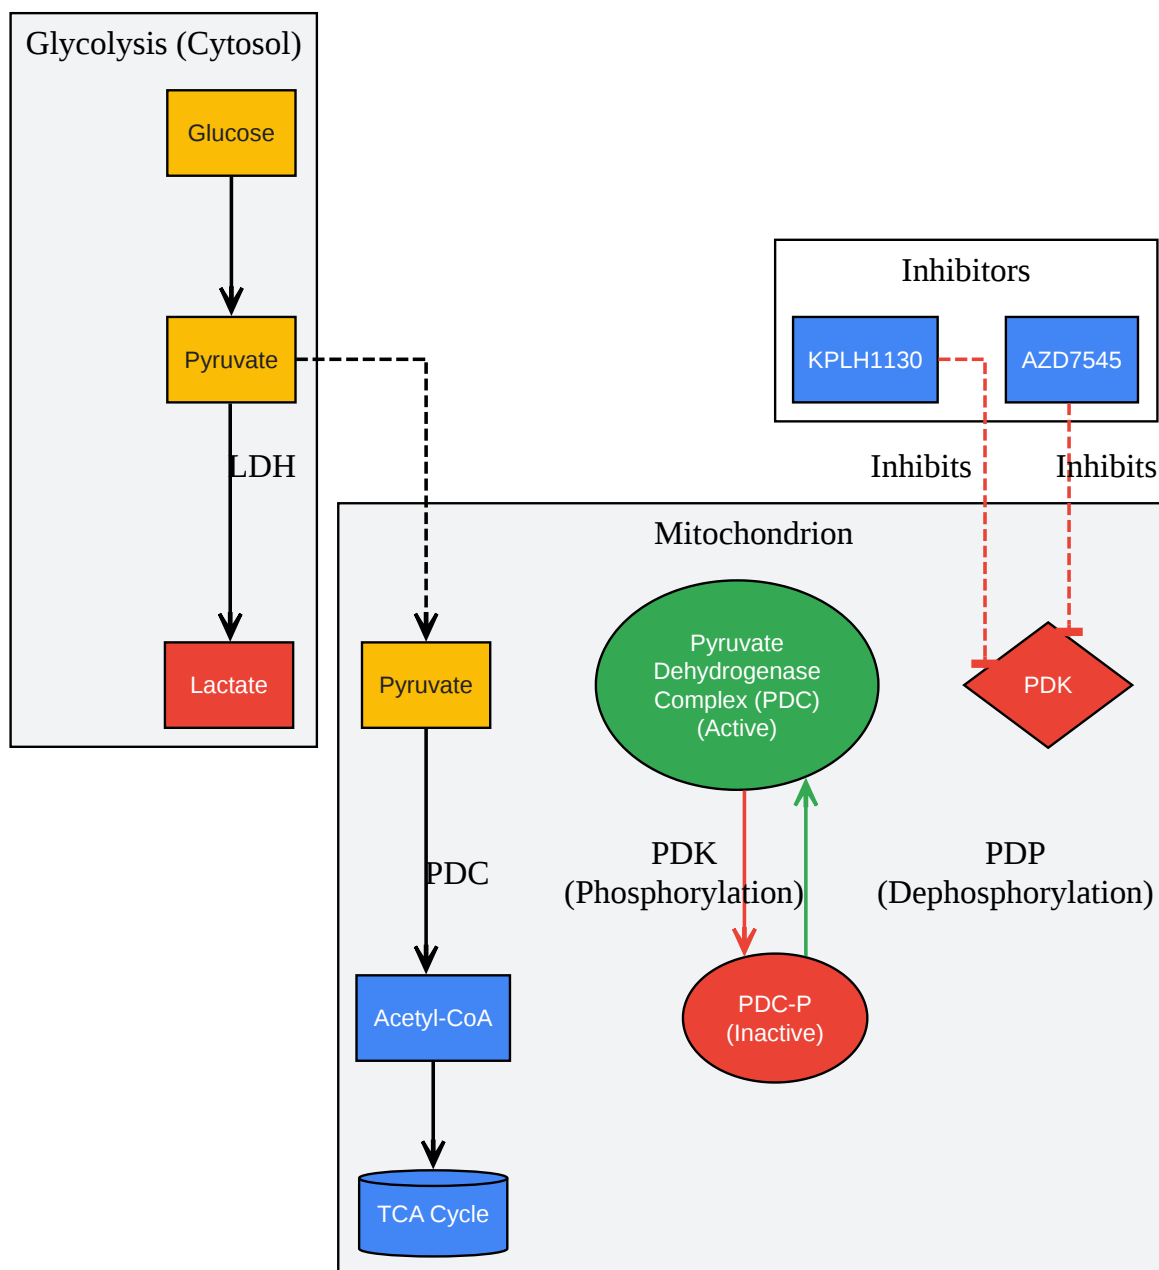 Glycolysis (Cytosol)
Glucose
Pyruvate
LDH
Lactate
Inhibitors
KPLH1130
AZD7545
Inhibits
Inhibits
Mitochondrion
Pyruvate
PDC
Acetyl-CoA
TCA Cycle
Pyruvate
Dehydrogenase
Complex (PDC)
(Active)
PDK
PDK
(Phosphorylation)
PDP
(Dephosphorylation)
PDC-P
(Inactive)